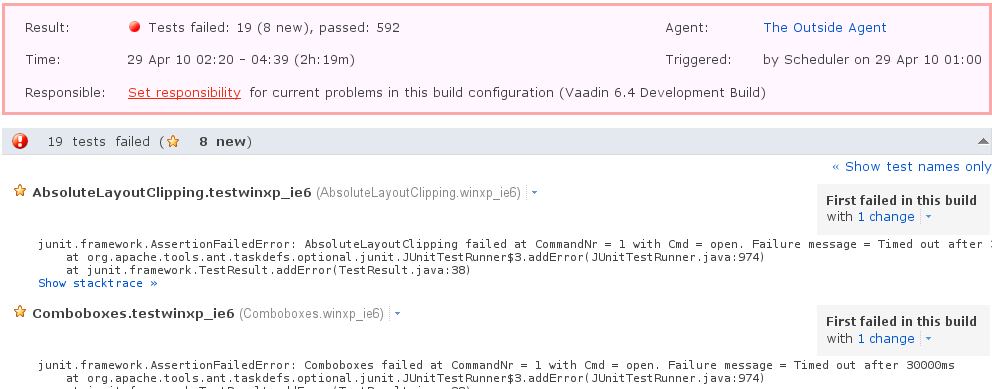 Result: Tests failed: 19 (8 new), passed: 592 Agent: The Outside Agent
Time: 29 Apr 10 02:20 - 04:39 (2h:19m) Triggered: by Scheduler on 29 Apr 10 01:00
Responsible: Set responsibility for current problems in this build configuration (Vaadin 6.4 Development Build)
19 tests failed ( 8 new)
« Show test names only
AbsoluteLayoutClipping.testwinxp_ie6 (AbsoluteLayoutClipping.winxp_ie6)
First failed in this build
with 1 change
junit.framework.AssertionFailedError: AbsoluteLayoutClipping failed at CommandNr = 1 with Cmd = open. Failure message = Timed out after
at org.apache.tools.ant.taskdefs.optional.junit.JUnitTestRunner$3.addError(JUnitTestRunner.java:974)
at junit.framework.TestResult.addError(TestResult.java:38)
Show stacktrace »
Comboboxes.testwinxp_ie6 (Comboboxes.winxp_ie6)
First failed in this build
with 1 change
junit.framework.AssertionFailedError: Comboboxes failed at CommandNr = 1 with Cmd = open. Failure message = Timed out after 30000ms
at org.apache.tools.ant.taskdefs.optional.junit.JUnitTestRunner$3.addError(JUnitTestRunner.java:974)